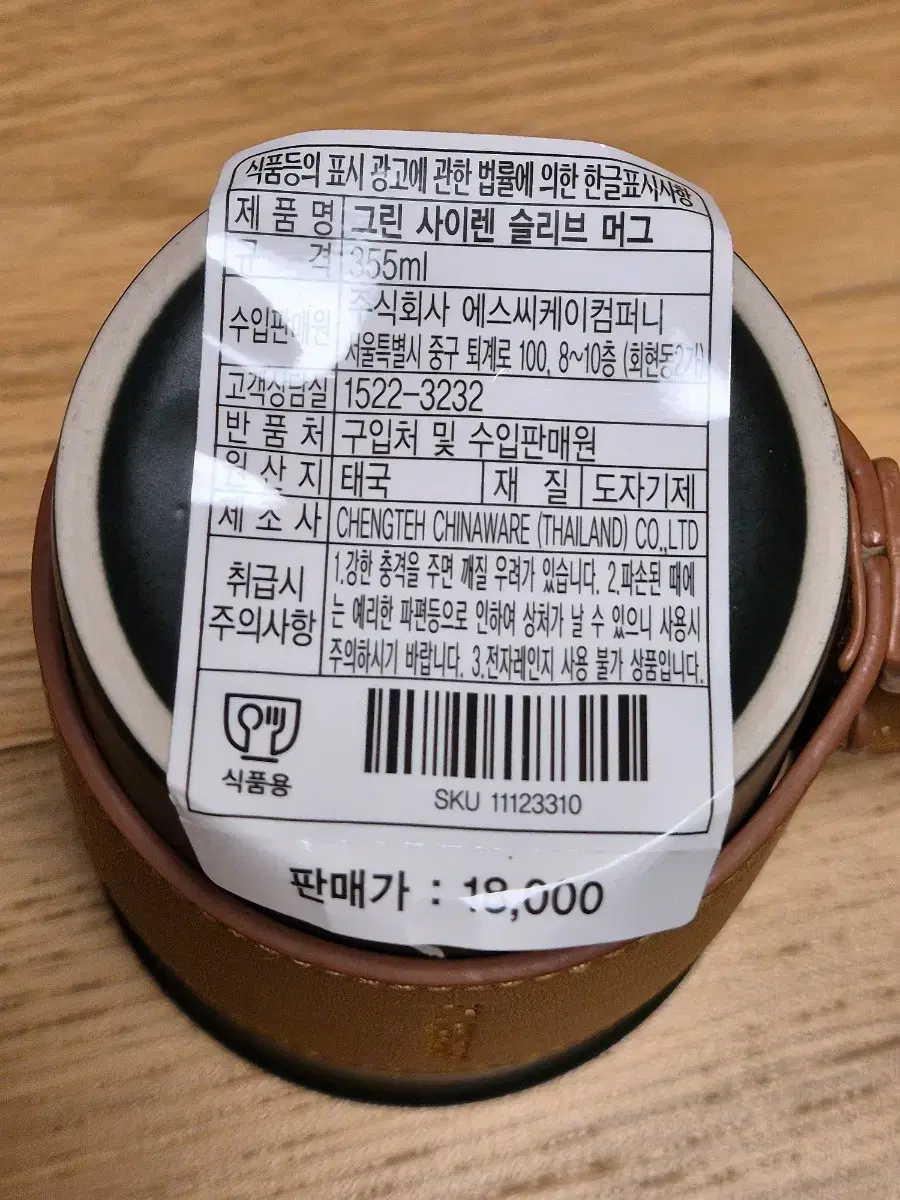 식품등의 표시 광고에 관한 법률에 의한 한글표시사항
제 품 명 그린 사이렌 슬리브 머그
규 격 355ml
수입판매원 주식회사 에스씨케이컴퍼니
서울특별시 중구 퇴계로 100, 8~10층 (회현동2가)
고객상담실 1522-3232
반 품 처 구입처 및 수입판매원
원 산 지 태국 재 질 도자기제
제 조 사 CHENGTEH CHINAWARE (THAILAND) CO.,LTD
취급시 주의사항 1.강한 충격을 주면 깨질 우려가 있습니다. 2.파손된 때에
는 예리한 파편등으로 인하여 상처가 날 수 있으니 사용시
주의하시기 바랍니다. 3.전자레인지 사용 불가 상품입니다.
식품용
SKU 11123310
판매가 : 18,000